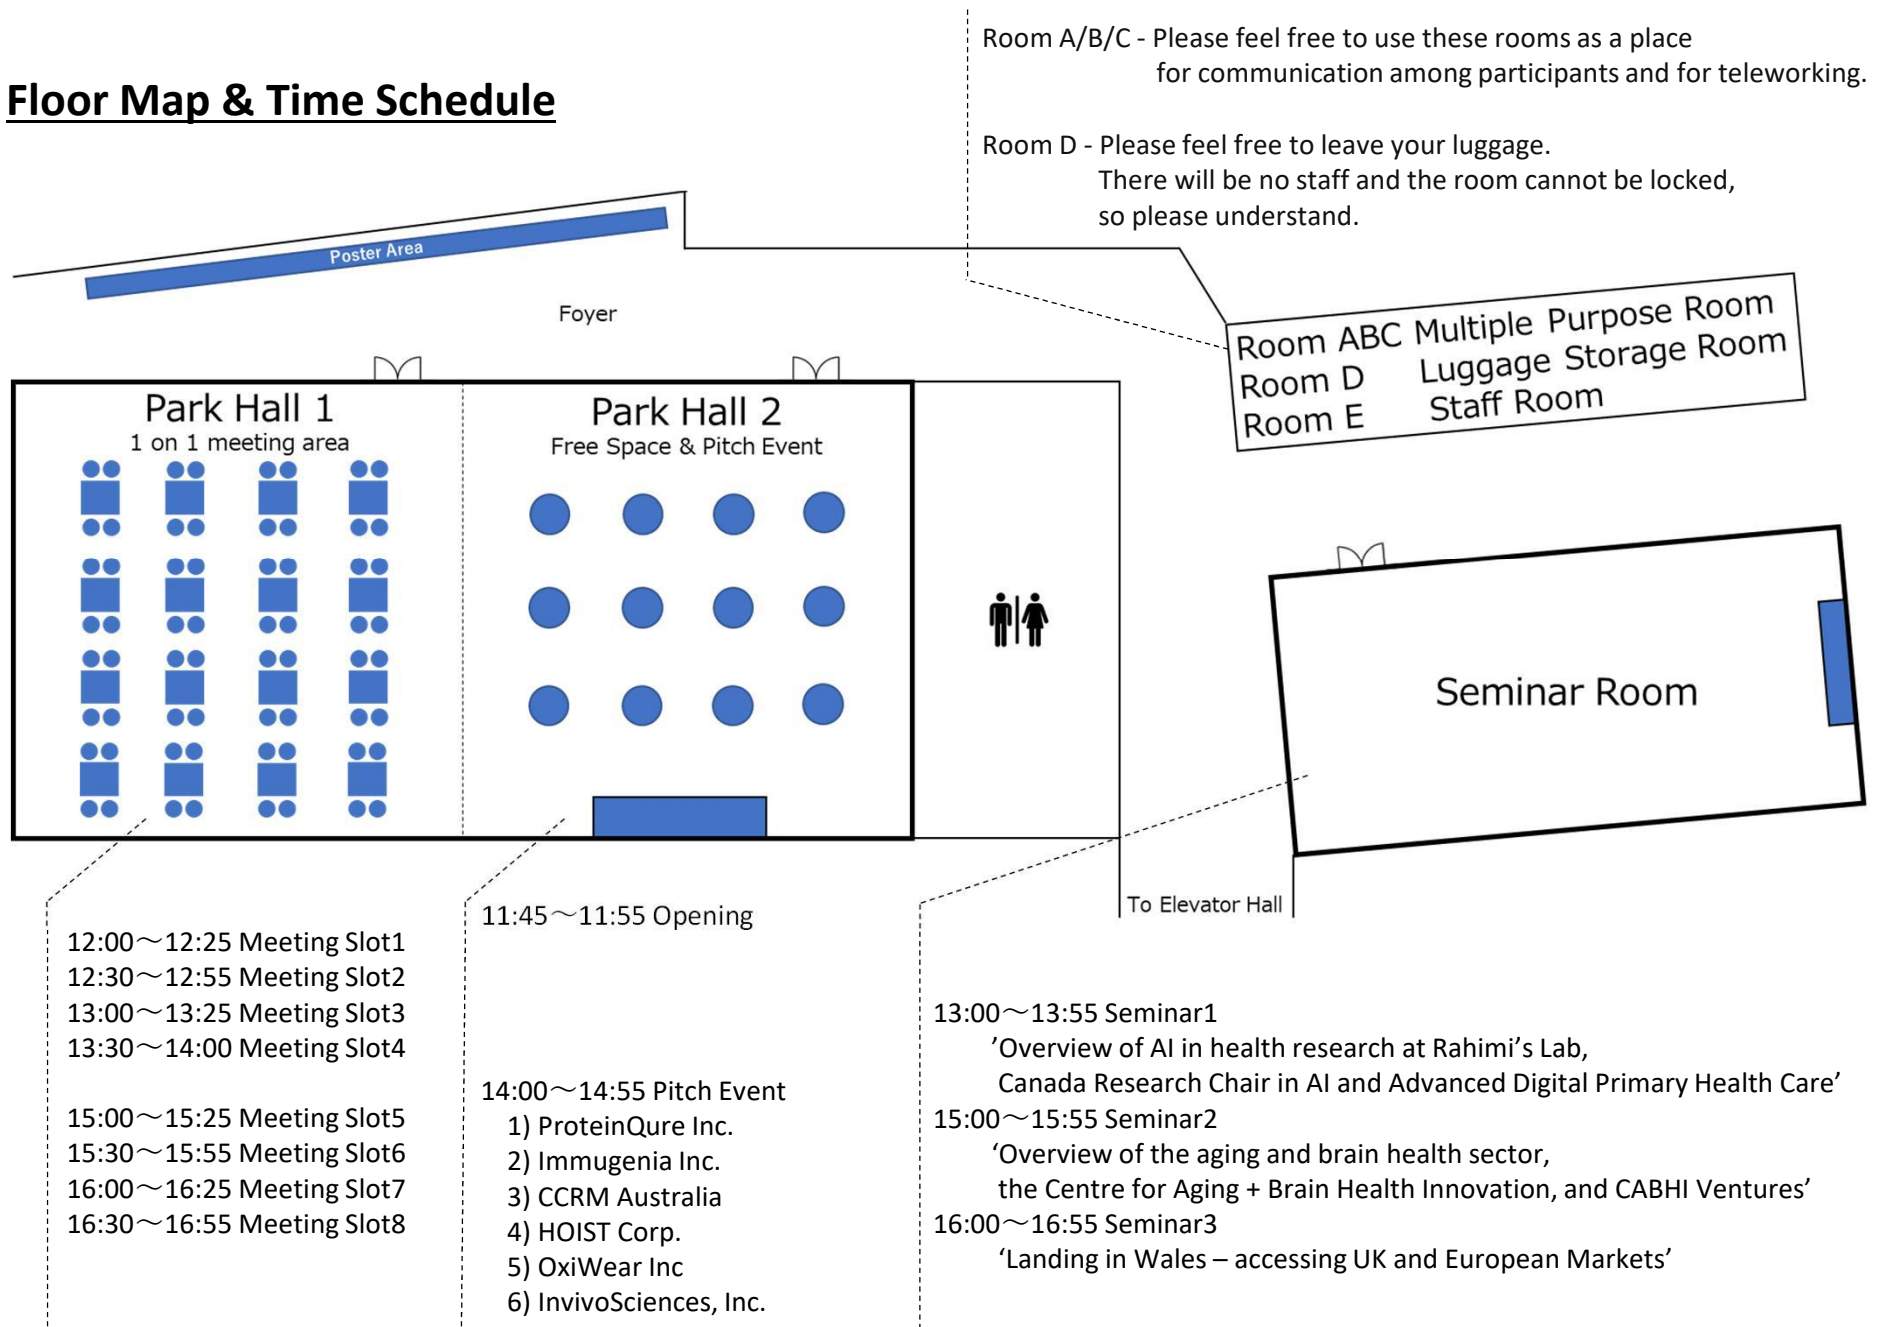 Room A/B/C - Please feel free to use these rooms as a place
for communication among participants and for teleworking.
Floor Map & Time Schedule
Room D - Please feel free to leave your luggage.
There will be no staff and the room cannot be locked,
so please understand.
Poster Area
Foyer
Room ABC Multiple Purpose Room
Room D Luggage Storage Room
Room E Staff Room
Park Hall 1
1 on 1 meeting area
Park Hall 2
Free Space & Pitch Event
Seminar Room
To Elevator Hall
12:00～12:25 Meeting Slot1
12:30～12:55 Meeting Slot2
13:00～13:25 Meeting Slot3
13:30～14:00 Meeting Slot4
15:00～15:25 Meeting Slot5
15:30～15:55 Meeting Slot6
16:00～16:25 Meeting Slot7
16:30～16:55 Meeting Slot8
11:45～11:55 Opening
14:00～14:55 Pitch Event
1) ProteinQure Inc.
2) Immugenia Inc.
3) CCRM Australia
4) HOIST Corp.
5) OxiWear Inc
6) InvivoSciences, Inc.
13:00～13:55 Seminar1
’Overview of AI in health research at Rahimi’s Lab,
Canada Research Chair in AI and Advanced Digital Primary Health Care’
15:00～15:55 Seminar2
‘Overview of the aging and brain health sector,
the Centre for Aging + Brain Health Innovation, and CABHI Ventures’
16:00～16:55 Seminar3
‘Landing in Wales – accessing UK and European Markets’